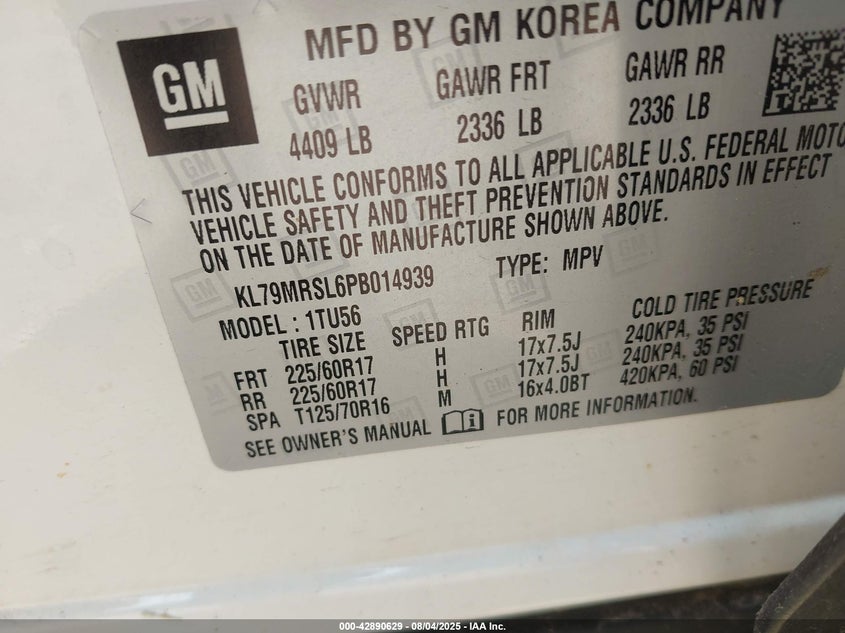 MFD BY GM KOREA COMPANY
GM
GVWR GAWR FRT GAWR RR
4409 LB 2336 LB 2336 LB
THIS VEHICLE CONFORMS TO ALL APPLICABLE U.S. FEDERAL MOTO
VEHICLE SAFETY AND THEFT PREVENTION STANDARDS IN EFFECT
ON THE DATE OF MANUFACTURE SHOWN ABOVE.
KL79MRSL6PB014939 TYPE: MPV
MODEL : 1TU56
TIRE SIZE SPEED RTG RIM COLD TIRE PRESSURE
FRT 225/60R17 H 17x7.5J 240KPA, 35 PSI
RR 225/60R17 H 17x7.5J 240KPA, 35 PSI
SPA T125/70R16 M 16x4.0BT 420KPA, 60 PSI
SEE OWNER'S MANUAL i FOR MORE INFORMATION.
000-42890629 - 08/04/2025 - IAA Inc.